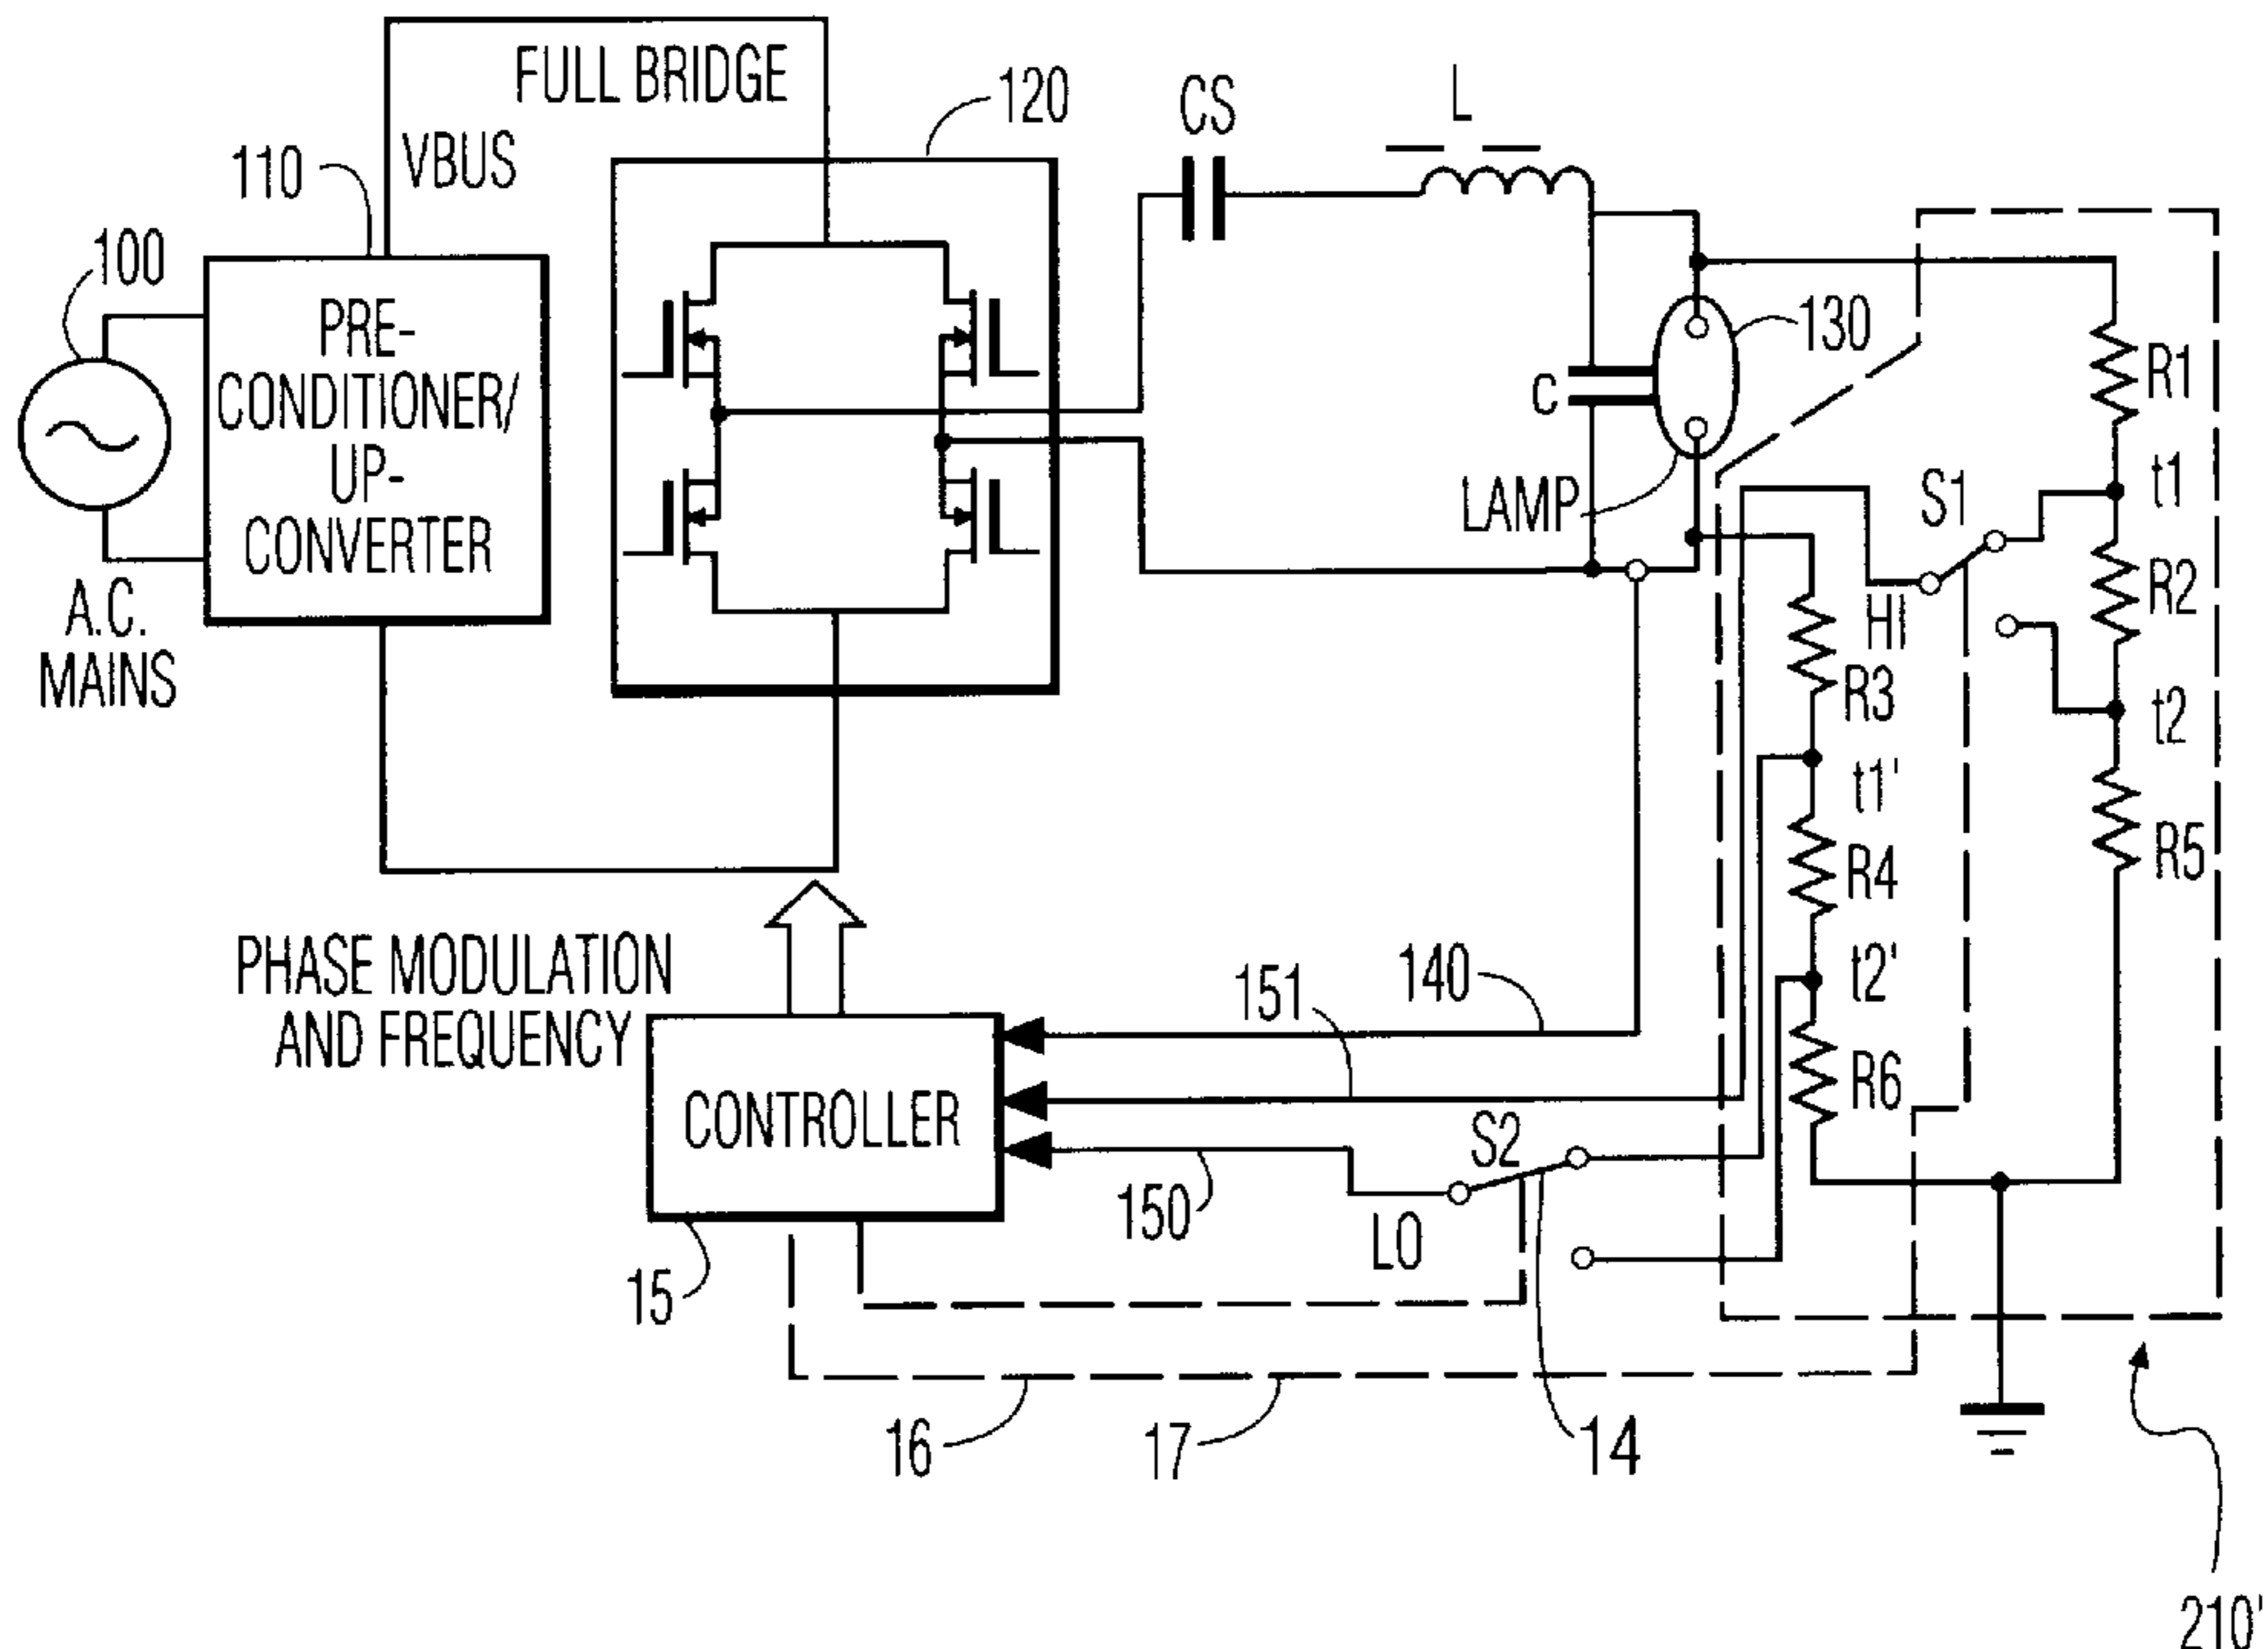 FULL BRIDGE
VBUS
110
120
100
PRE-
CONDITIONER/
UP-
CONVERTER
A.C.
MAINS
CS
L
130
C
LAMP
R1
t1
S1
HI
R2
t2
R3
t1'
R4
t2'
R5
R6
PHASE MODULATION
AND FREQUENCY
140
151
CONTROLLER
S2
150
LO
15
16
17
14
210'